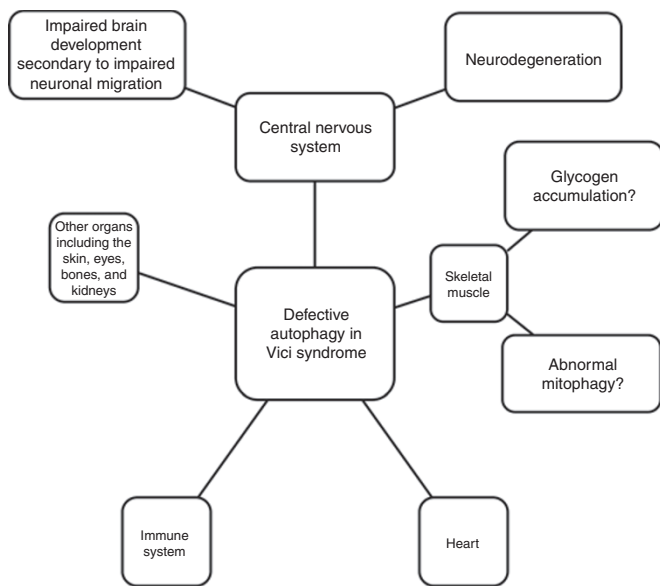 Impaired brain
development
secondary to impaired
neuronal migration
Neurodegeneration
Central nervous
system
Glycogen
accumulation?
Other organs
including the
skin, eyes,
bones, and
kidneys
Skeletal
muscle
Defective
autophagy in
Vici syndrome
Abnormal
mitophagy?
Immune
system
Heart